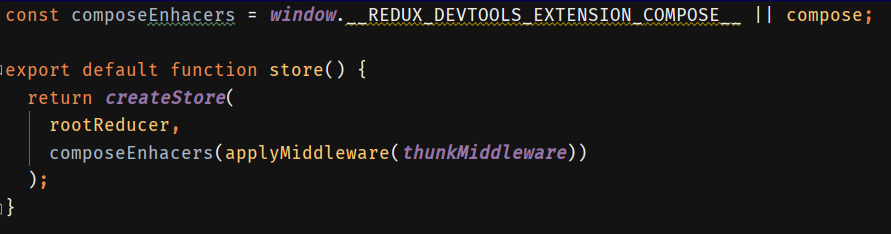 const composeEnhacers = window.__REDUX_DEVTOOLS_EXTENSION_COMPOSE__ || compose;
export default function store() {
return createStore(
rootReducer,
composeEnhacers(applyMiddleware(thunkMiddleware))
);
}